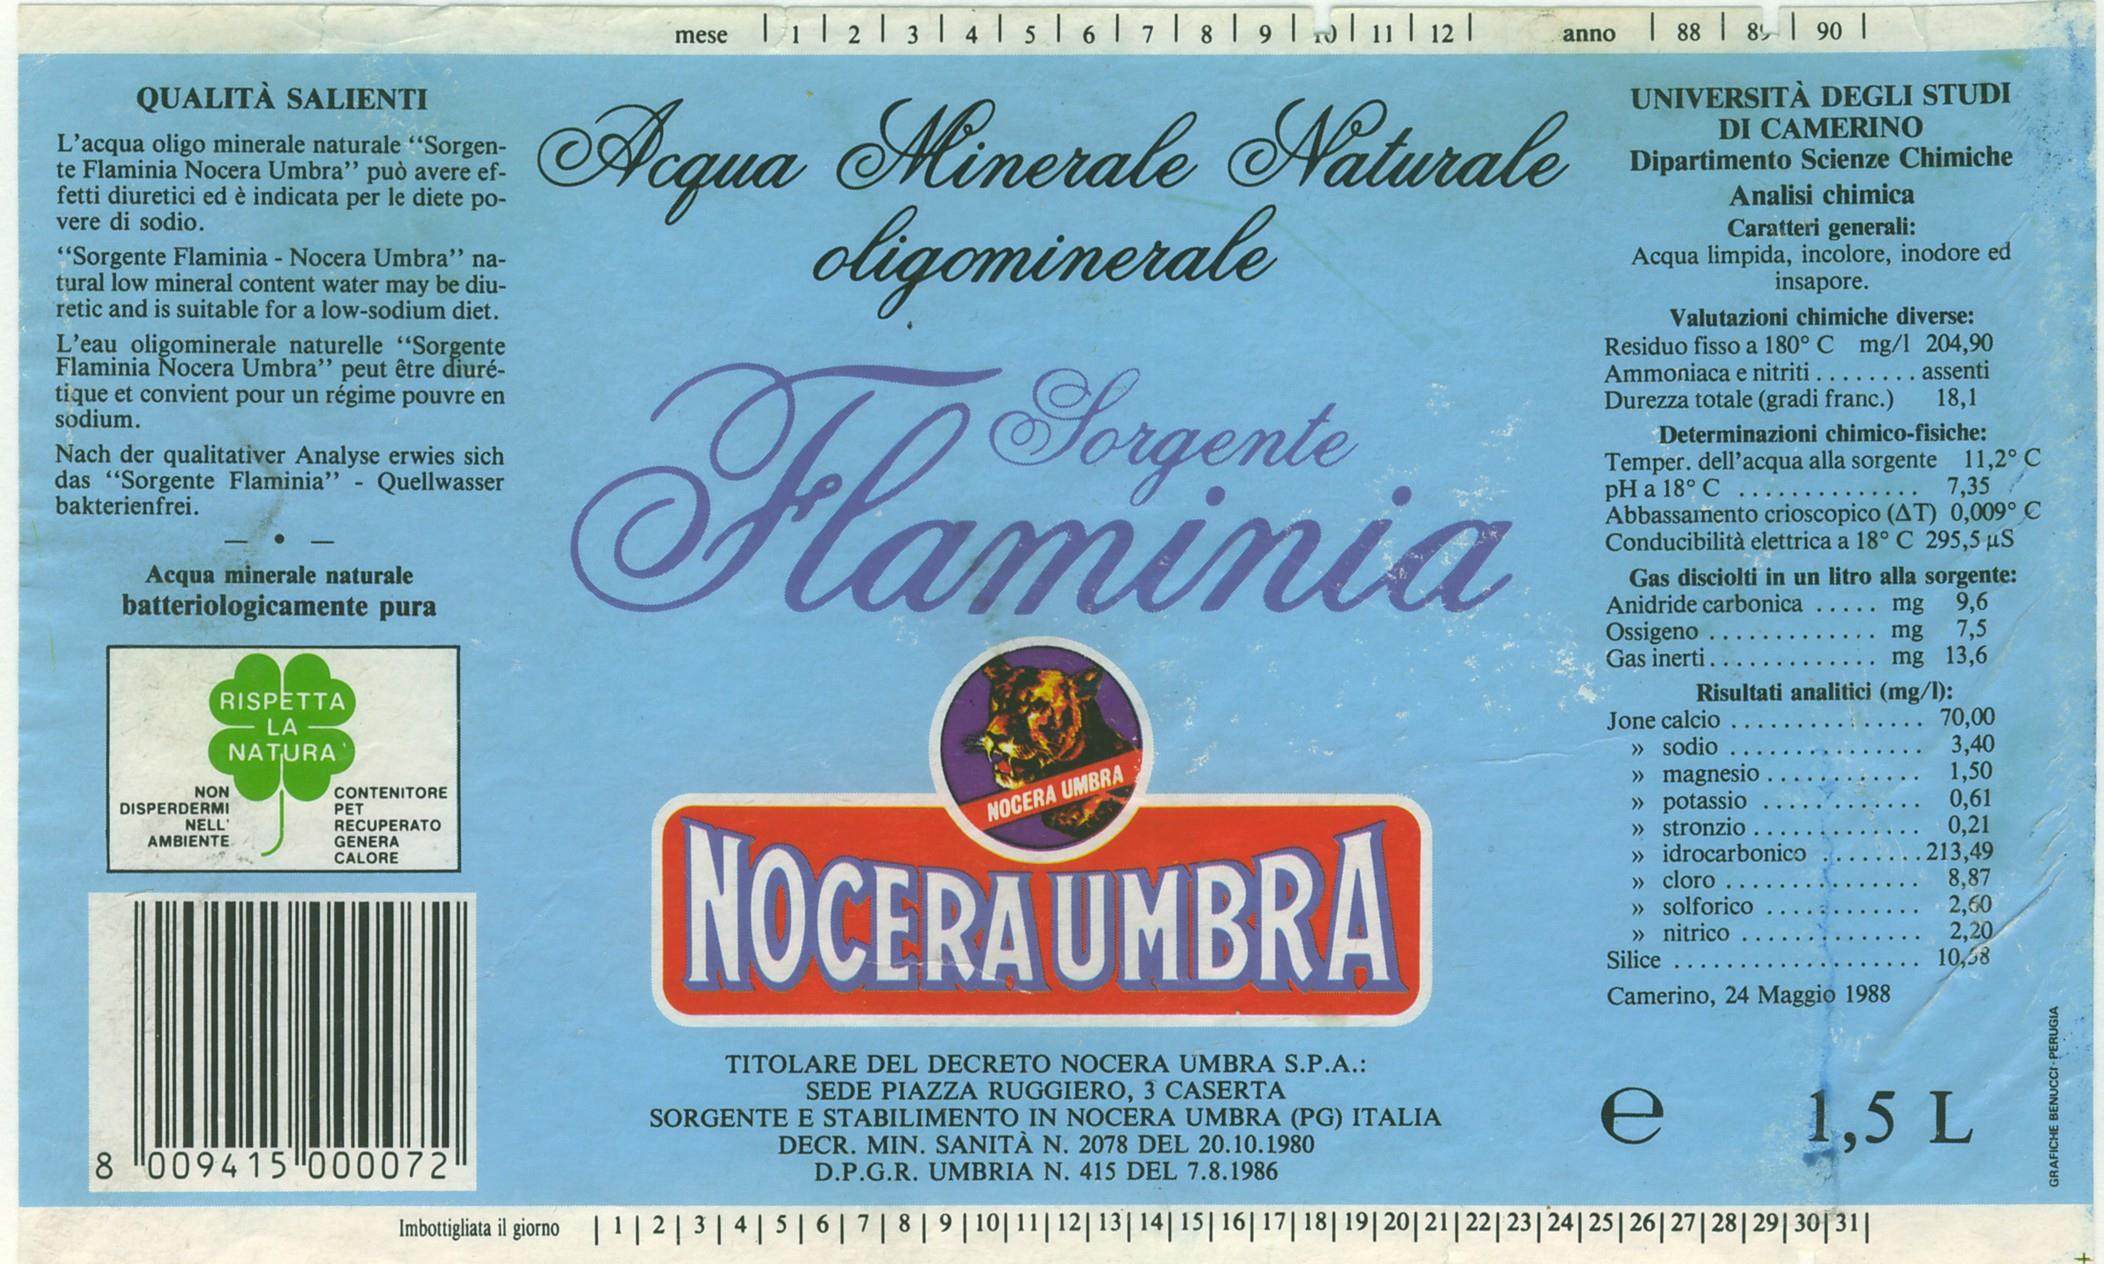 mese | 1 | 2 | 3 | 4 | 5 | 6 | 7 | 8 | 9 | 10 | 11 | 12 |
anno | 88 | 89 | 90 |
QUALITÀ SALIENTI
L'acqua oligo minerale naturale “Sorgen-
te Flaminia Nocera Umbra” può avere ef-
fetti diuretici ed è indicata per le diete po-
vere di sodio.
“Sorgente Flaminia - Nocera Umbra” na-
tural low mineral content water may be diu-
retic and is suitable for a low-sodium diet.
L'eau oligominerale naturelle “Sorgente
Flaminia Nocera Umbra” peut être diuré-
tique et convient pour un régime pouvre en
sodium.
Nach der qualitativer Analyse erwies sich
das “Sorgente Flaminia” - Quellwasser
bakterienfrei.
Acqua minerale naturale
batteriologicamente pura
RISPETTA
LA
NATURA
NON
DISPERDERMI
NELL'
AMBIENTE
CONTENITORE
PET
RECUPERATO
GENERA
CALORE
8 009415 000072
Acqua Minerale Naturale
oligominerale
Sorgente
Flaminia
NOCERA UMBRA
NOCERA UMBRA
TITOLARE DEL DECRETO NOCERA UMBRA S.P.A.:
SEDE PIAZZA RUGGIERO, 3 CASERTA
SORGENTE E STABILIMENTO IN NOCERA UMBRA (PG) ITALIA
DECR. MIN. SANITÀ N. 2078 DEL 20.10.1980
D.P.G.R. UMBRIA N. 415 DEL 7.8.1986
UNIVERSITÀ DEGLI STUDI
DI CAMERINO
Dipartimento Scienze Chimiche
Analisi chimica
Caratteri generali:
Acqua limpida, incolore, inodore ed
insapore.
Valutazioni chimiche diverse:
Residuo fisso a 180° C mg/l 204,90
Ammoniaca e nitriti ........ assenti
Durezza totale (gradi franc.) 18,1
Determinazioni chimico-fisiche:
Temper. dell'acqua alla sorgente 11,2° C
pH a 18° C .............. 7,35
Abbassamento crioscopico (ΔT) 0,009° C
Conducibilità elettrica a 18° C 295,5 µS
Gas disciolti in un litro alla sorgente:
Anidride carbonica ..... mg 9,6
Ossigeno ............. mg 7,5
Gas inerti ............. mg 13,6
Risultati analitici (mg/l):
Jone calcio ............... 70,00
» sodio ............... 3,40
» magnesio ............ 1,50
» potassio ............ 0,61
» stronzio ............. 0,21
» idrocarbonico ........ 213,49
» cloro ............... 8,87
» solforico ............ 2,60
» nitrico .............. 2,20
Silice ................... 10,38
Camerino, 24 Maggio 1988
e 1,5 L
GRAFICHE BENUCCI - PERUGIA
Imbottigliata il giorno | 1 | 2 | 3 | 4 | 5 | 6 | 7 | 8 | 9 | 10 | 11 | 12 | 13 | 14 | 15 | 16 | 17 | 18 | 19 | 20 | 21 | 22 | 23 | 24 | 25 | 26 | 27 | 28 | 29 | 30 | 31 |